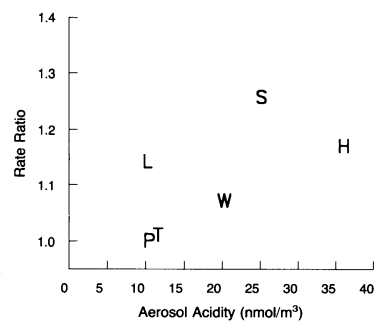 1.4
1.3
S
1.2
H
L
1.1
W
T
P
1.0
Rate Ratio
0 5 10 15 20 25 30 35 40
Aerosol Acidity (nmol/m³)